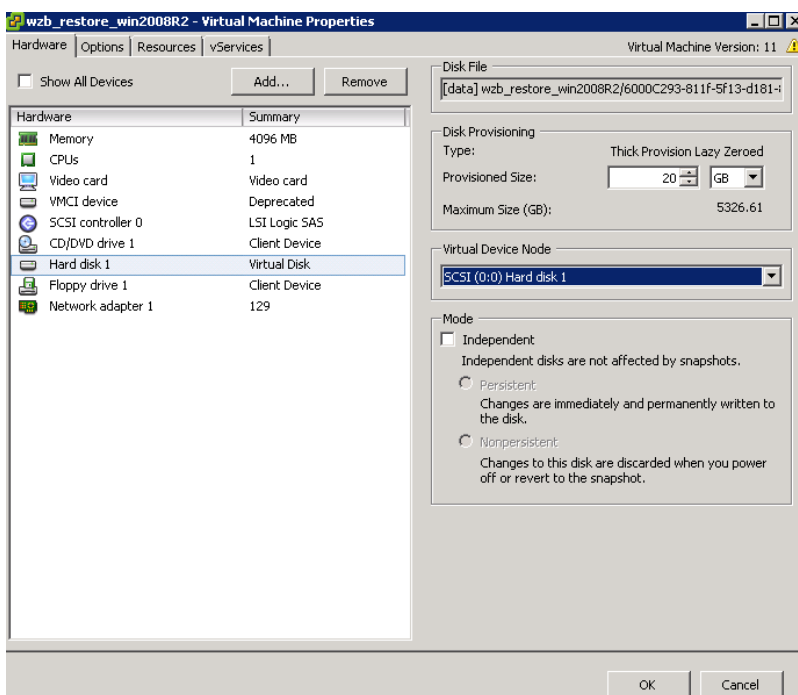 wzb_restore_win2008R2 - Virtual Machine Properties
Hardware Options Resources vServices
Virtual Machine Version: 11
Show All Devices
Add...
Remove
Hardware Summary
Memory 4096 MB
CPUs 1
Video card Video card
VMCI device Deprecated
SCSI controller 0 LSI Logic SAS
CD/DVD drive 1 Client Device
Hard disk 1 Virtual Disk
Floppy drive 1 Client Device
Network adapter 1 129
Disk File
[data] wzb_restore_win2008R2/6000C293-811f-5f13-d181-
Disk Provisioning
Type: Thick Provision Lazy Zeroed
Provisioned Size: 20 GB
Maximum Size (GB): 5326.61
Virtual Device Node
SCSI (0:0) Hard disk 1
Mode
Independent
Independent disks are not affected by snapshots.
Persistent
Changes are immediately and permanently written to
the disk.
Nonpersistent
Changes to this disk are discarded when you power
off or revert to the snapshot.
OK
Cancel